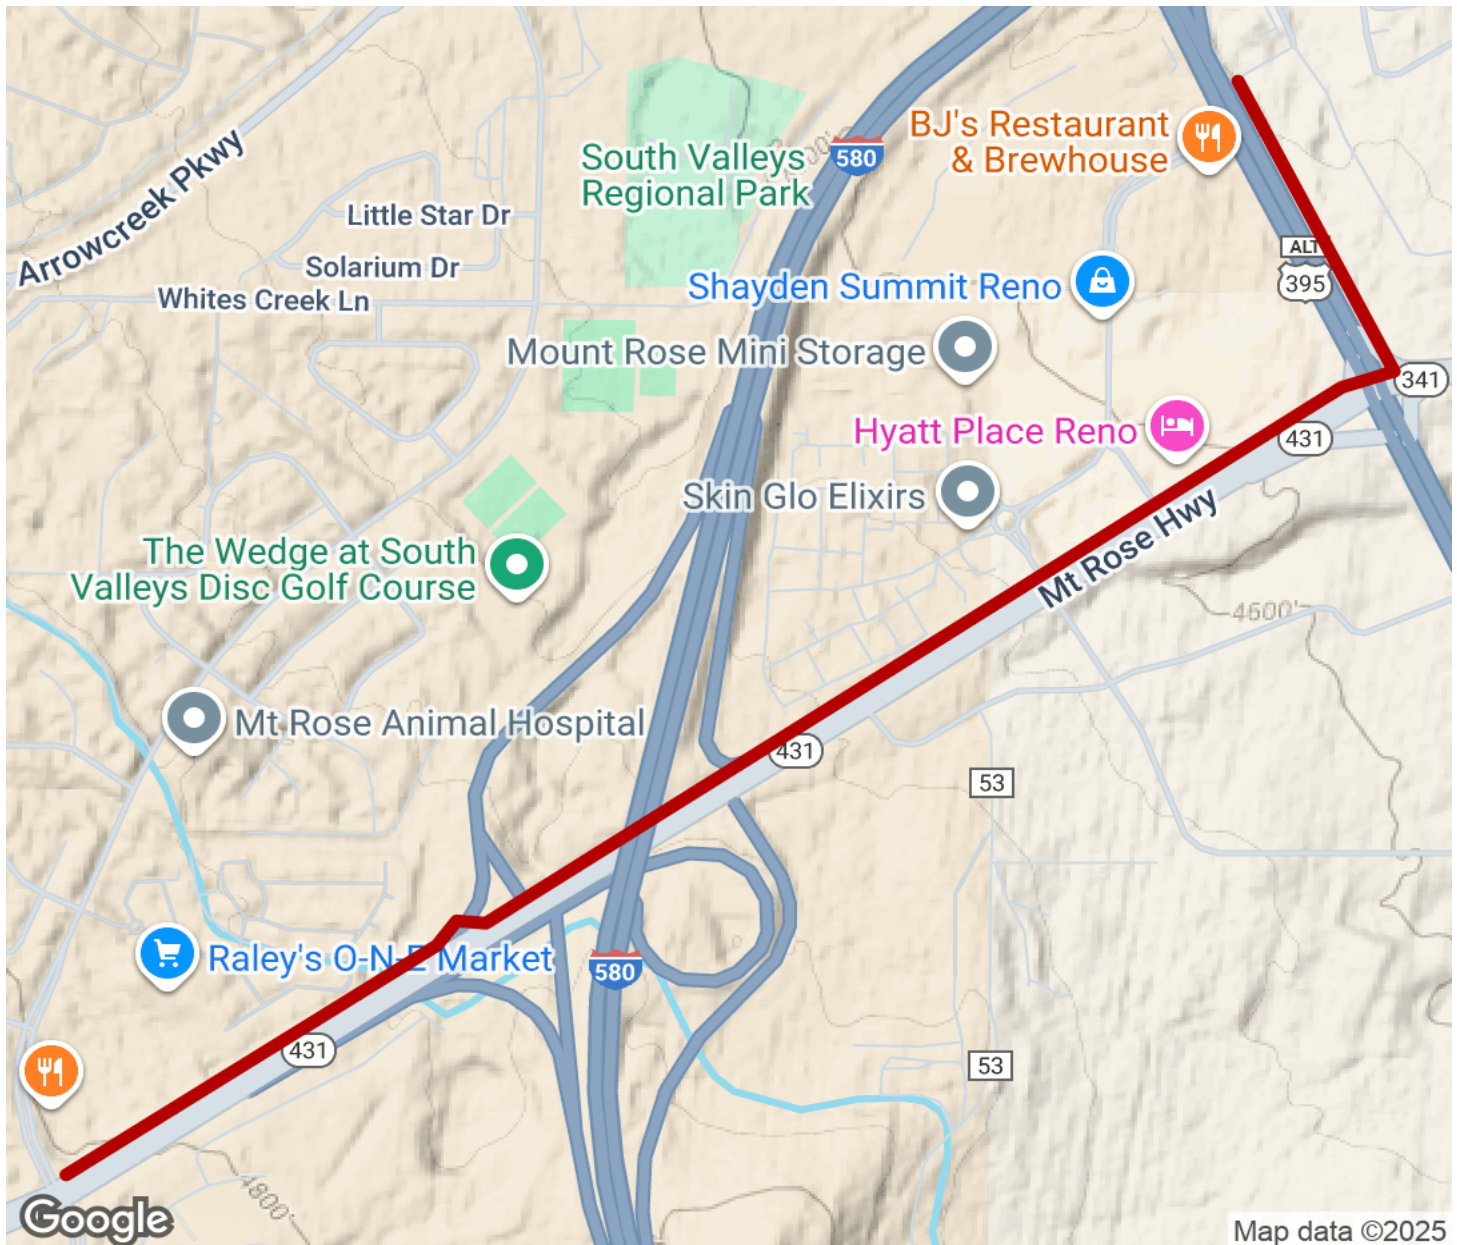 580
BJ's Restaurant
& Brewhouse
Arrowcreek Pkwy
South Valleys
Regional Park
Little Star Dr
ALT
395
Solarium Dr
Whites Creek Ln
Shayden Summit Reno
Mount Rose Mini Storage
341
Hyatt Place Reno
431
Skin Glo Elixirs
Mt Rose Hwy
The Wedge at South
Valleys Disc Golf Course
4600'
Mt Rose Animal Hospital
431
53
Raley's O-N-E Market
580
431
53
4800'
Google
Map data ©2025